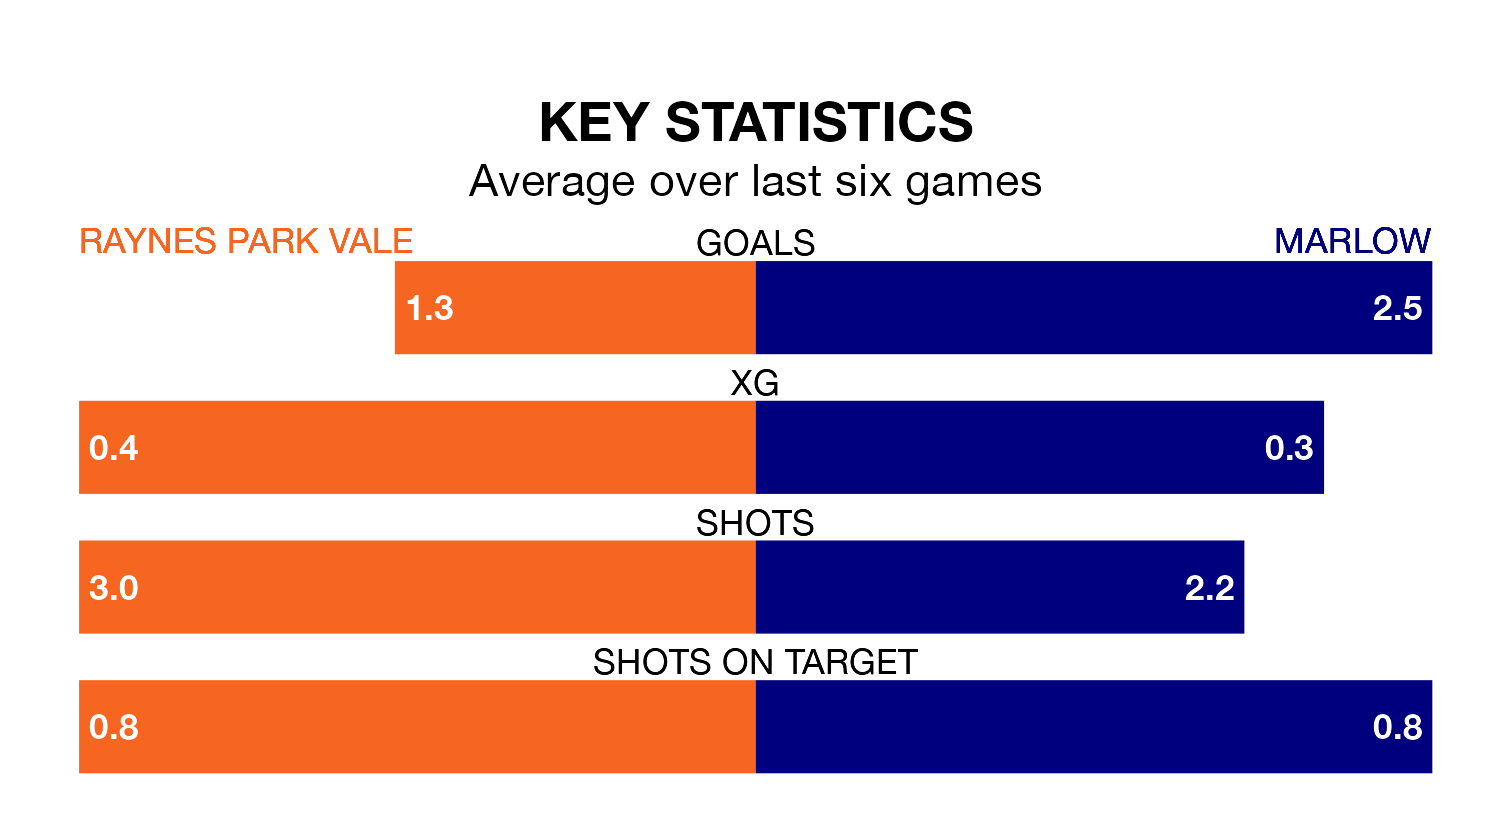 KEY STATISTICS
Average over last six games
RAYNES PARK VALE
GOALS
MARLOW
1.3
2.5
XG
0.4
0.3
SHOTS
3.0
2.2
SHOTS ON TARGET
0.8
0.8